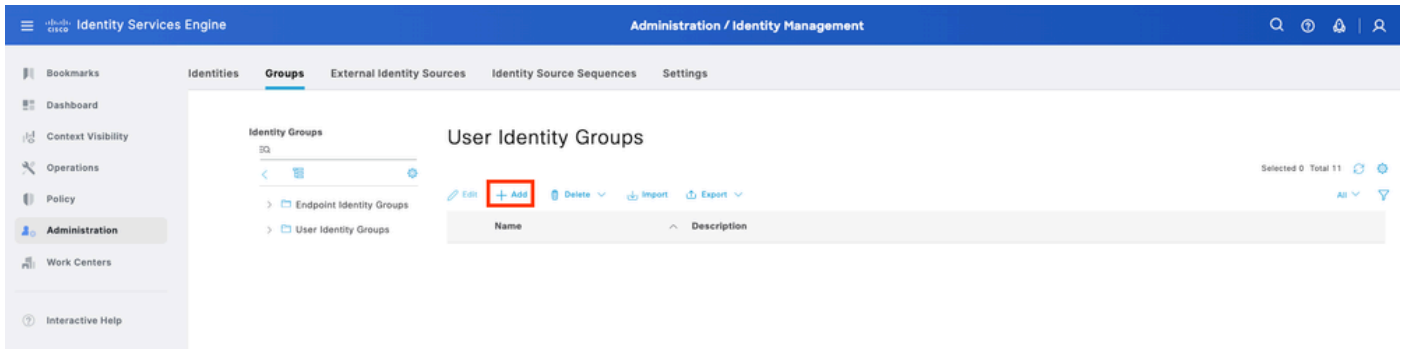 cisco Identity Services Engine
Administration / Identity Management
Bookmarks
Dashboard
Context Visibility
Operations
Policy
Administration
Work Centers
Interactive Help
Identities Groups External Identity Sources Identity Source Sequences Settings
Identity Groups
EQ
Endpoint Identity Groups
User Identity Groups
User Identity Groups
Selected 0 Total 11
Edit + Add Delete Import Export All
Name Description